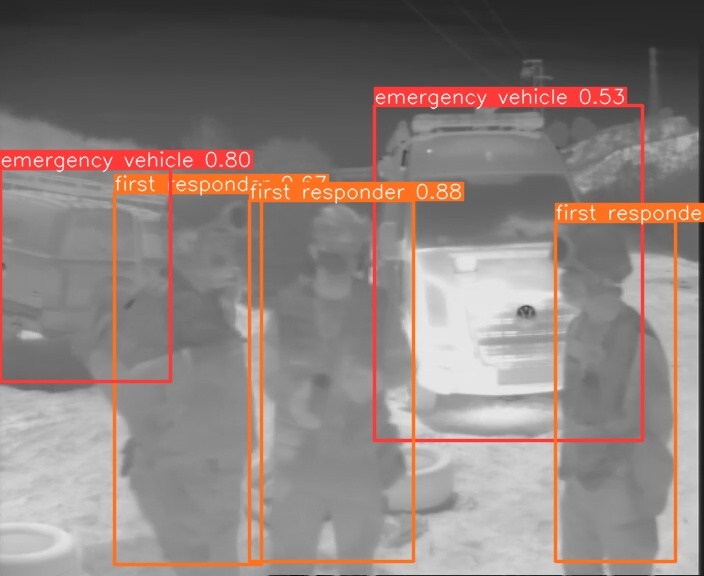 emergency vehicle 0.53
emergency vehicle 0.80
first responder 0.67
first responder 0.88
first responde